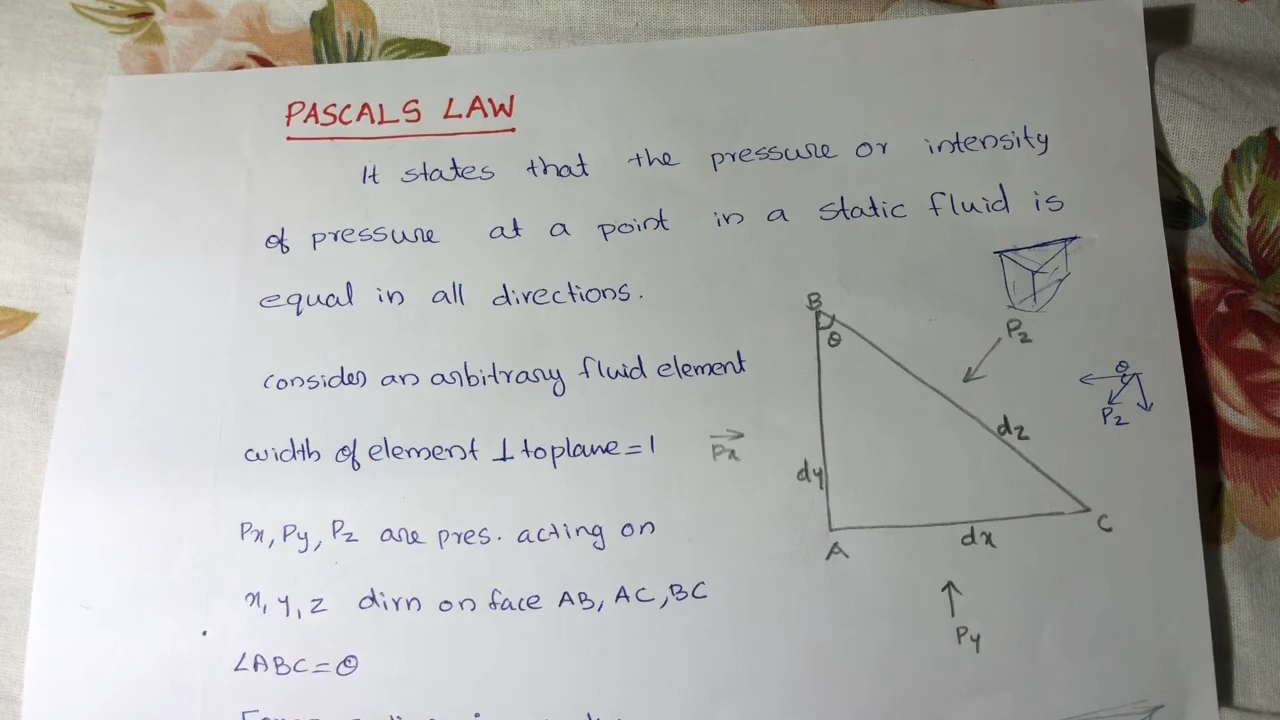 PASCALS LAW
It states that the pressure or intensity
of pressure at a point in a static fluid is
equal in all directions.
consider an arbitrary fluid element
width of element ⊥ to plane = 1
Px, Py, Pz are pres. acting on
x, y, z dirn on face AB, AC, BC
∠ABC = θ
B
θ
Pz
θ
Pz
dz
Px
dy
A
dx
C
Py